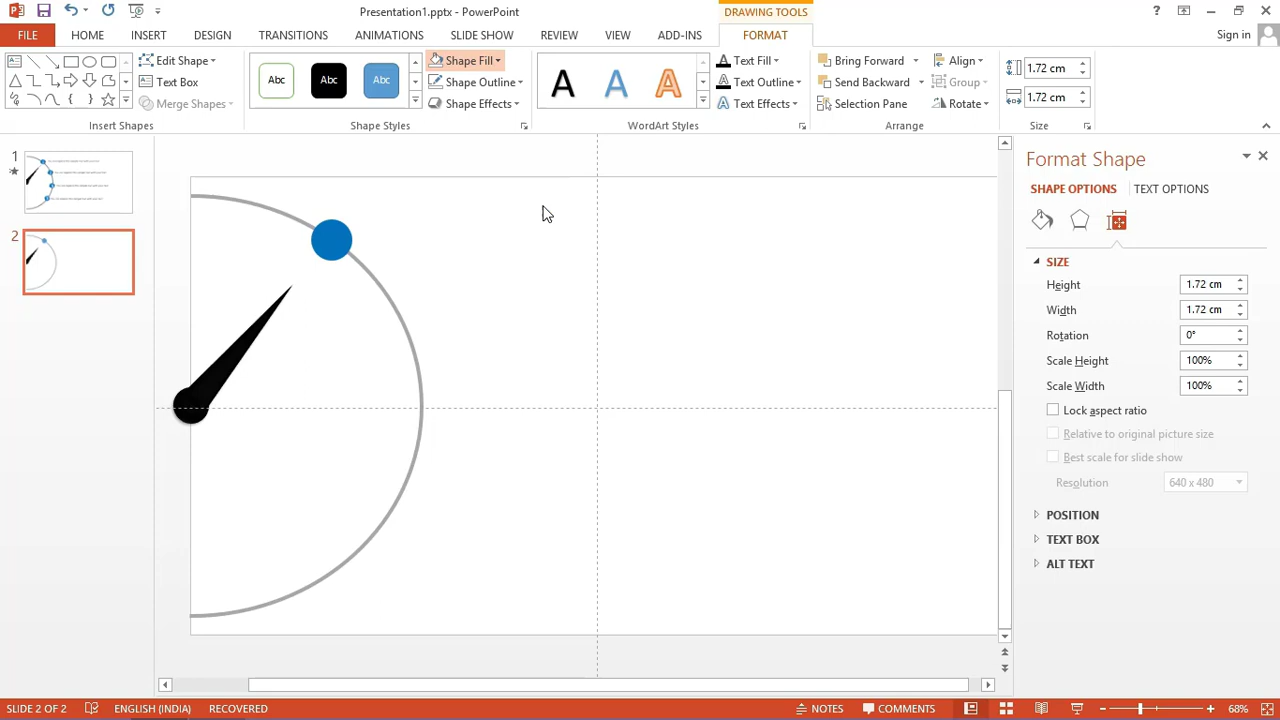 Presentation1.pptx - PowerPoint
DRAWING TOOLS
?
FILE
HOME
INSERT
DESIGN
TRANSITIONS
ANIMATIONS
SLIDE SHOW
REVIEW
VIEW
ADD-INS
FORMAT
Sign in
Edit Shape
Text Box
Merge Shapes
Insert Shapes
Abc
Abc
Abc
Shape Fill
Shape Outline
Shape Effects
Shape Styles
A
A
A
Text Fill
Text Outline
Text Effects
WordArt Styles
Bring Forward
Send Backward
Selection Pane
Align
Group
Rotate
Arrange
1.72 cm
1.72 cm
Size
1
2
Format Shape
SHAPE OPTIONS
TEXT OPTIONS
SIZE
Height 1.72 cm
Width 1.72 cm
Rotation 0°
Scale Height 100%
Scale Width 100%
Lock aspect ratio
Relative to original picture size
Best scale for slide show
Resolution 640 x 480
POSITION
TEXT BOX
ALT TEXT
SLIDE 2 OF 2
ENGLISH (INDIA)
RECOVERED
NOTES
COMMENTS
68%